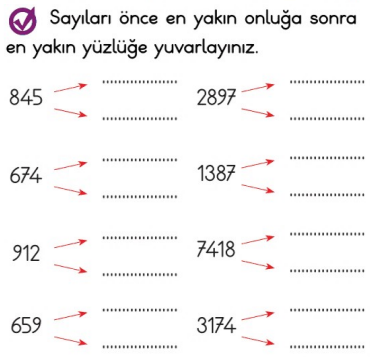 Sayıları önce en yakın onluğa sonra
en yakın yüzlüğe yuvarlayınız.
845 2897
674 1387
912 7418
659 3174